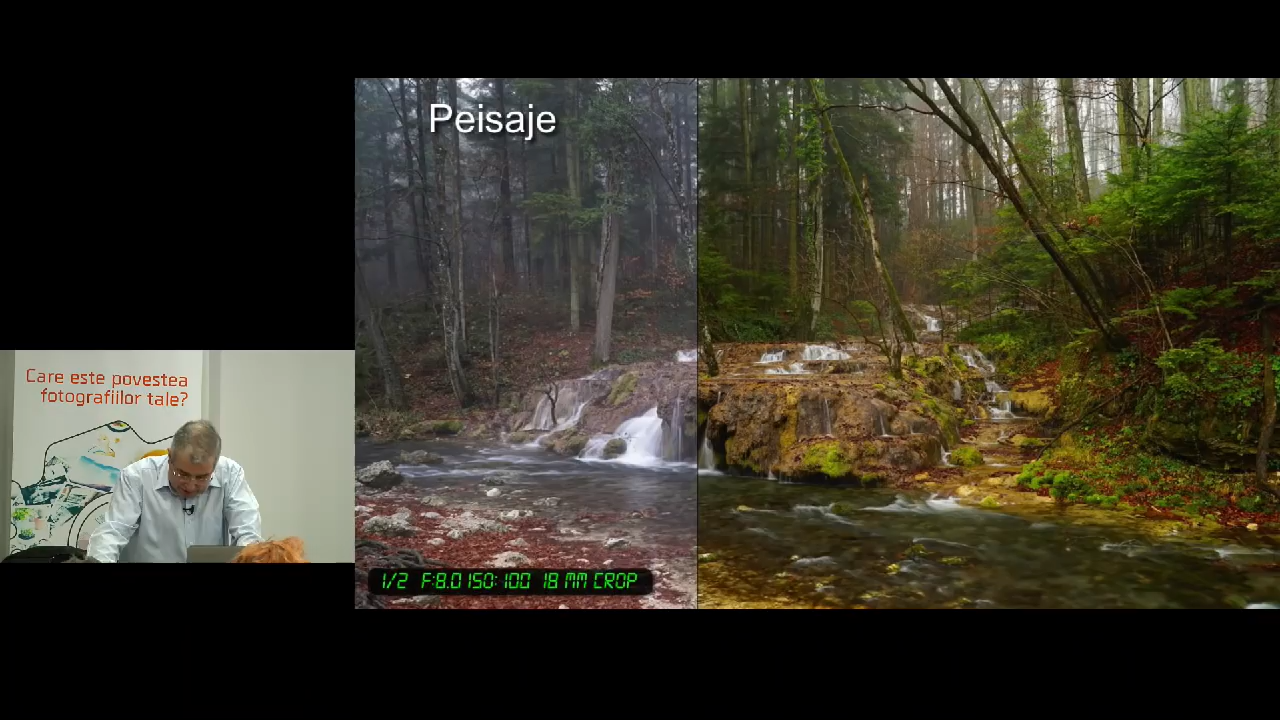 Peisaje
Care este povestea
fotografiilor tale?
1/2 F:8.0 ISO: 100 18 MM CROP